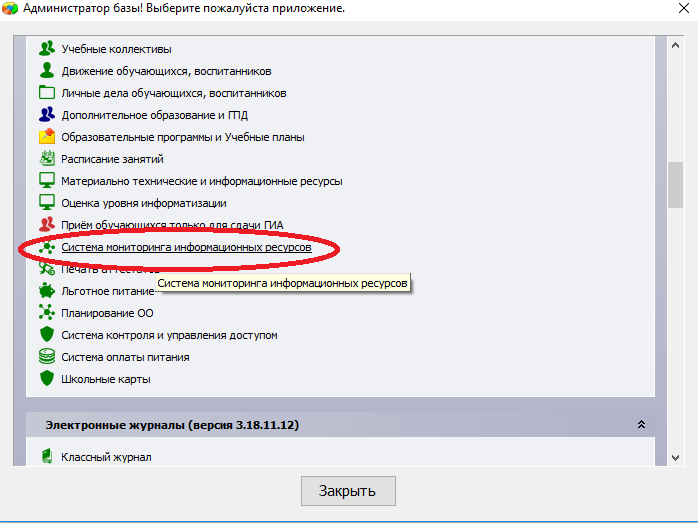 Администратор базы! Выберите пожалуйста приложение.
Учебные коллективы
Движение обучающихся, воспитанников
Личные дела обучающихся, воспитанников
Дополнительное образование и ГПД
Образовательные программы и Учебные планы
Расписание занятий
Материально технические и информационные ресурсы
Оценка уровня информатизации
Приём обучающихся только для сдачи ГИА
Система мониторинга информационных ресурсов
Печать аттестатов
Система мониторинга информационных ресурсов
Льготное питание
Планирование ОО
Система контроля и управления доступом
Система оплаты питания
Школьные карты
Электронные журналы (версия 3.18.11.12)
Классный журнал
Закрыть